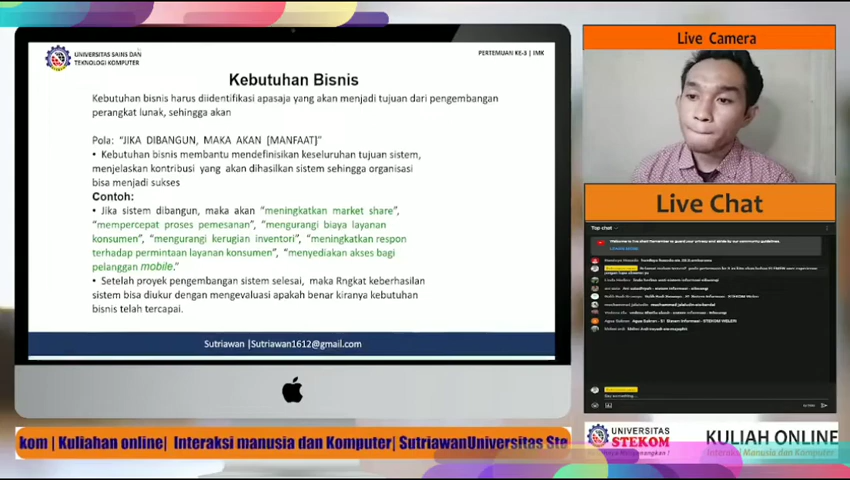 UNIVERSITAS SAINS DAN
TEKNOLOGI KOMPUTER
PERTEMUAN KE-3 | IMK
Kebutuhan Bisnis
Kebutuhan bisnis harus diidentifikasi apasaja yang akan menjadi tujuan dari pengembangan
perangkat lunak, sehingga akan
Pola: "JIKA DIBANGUN, MAKA AKAN [MANFAAT]"
• Kebutuhan bisnis membantu mendefinisikan keseluruhan tujuan sistem,
menjelaskan kontribusi yang akan dihasilkan sistem sehingga organisasi
bisa menjadi sukses
Contoh:
• Jika sistem dibangun, maka akan "meningkatkan market share",
"mempercepat proses pemesanan", "mengurangi biaya layanan
konsumen", "mengurangi kerugian inventori", "meningkatkan respon
terhadap permintaan layanan konsumen", "menyediakan akses bagi
pelanggan mobile."
• Setelah proyek pengembangan sistem selesai, maka Rngkat keberhasilan
sistem bisa diukur dengan mengevaluasi apakah benar kiranya kebutuhan
bisnis telah tercapai.
Sutriawan |Sutriawan1612@gmail.com
Live Camera
Live Chat
Top chat
Say something...
kom | Kuliahan online| Interaksi manusia dan Komputer| SutriawanUniversitas Ste
UNIVERSITAS
STEKOM
KULIAH ONLINE
Interaksi Manusia dan Komputer